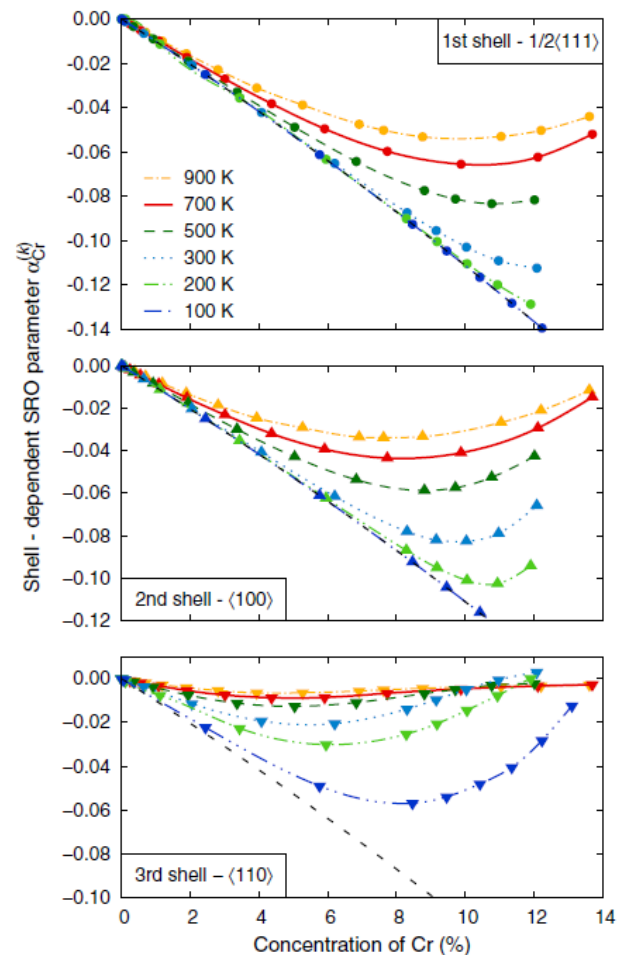 Shell - dependent SRO parameter α_Cr^(k)
0.00
-0.02
-0.04
-0.06
-0.08
-0.10
-0.12
-0.14
1st shell - 1/2⟨111⟩
900 K
700 K
500 K
300 K
200 K
100 K
0.00
−0.02
−0.04
−0.06
−0.08
−0.10
−0.12
2nd shell - ⟨100⟩
0.00
−0.02
−0.04
−0.06
−0.08
−0.10
3rd shell – ⟨110⟩
0 2 4 6 8 10 12 14
Concentration of Cr (%)